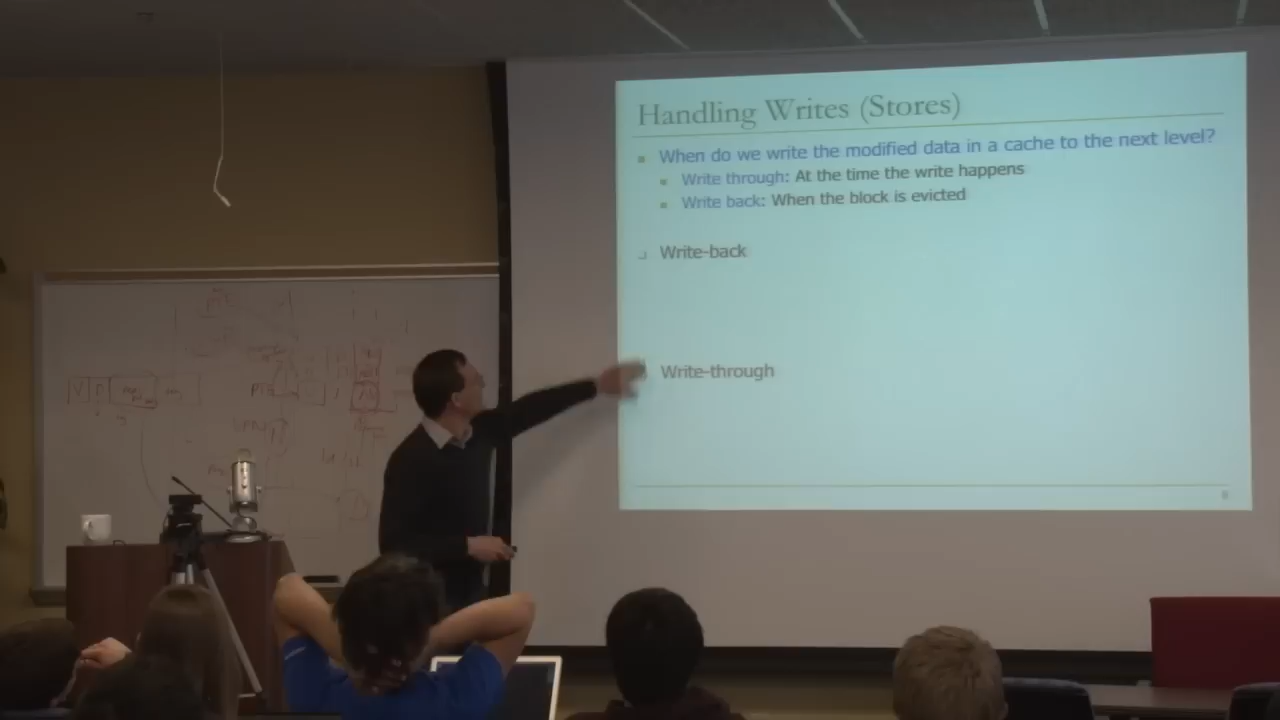 Handling Writes (Stores)
When do we write the modified data in a cache to the next level?
Write through: At the time the write happens
Write back: When the block is evicted
Write-back
Write-through
8